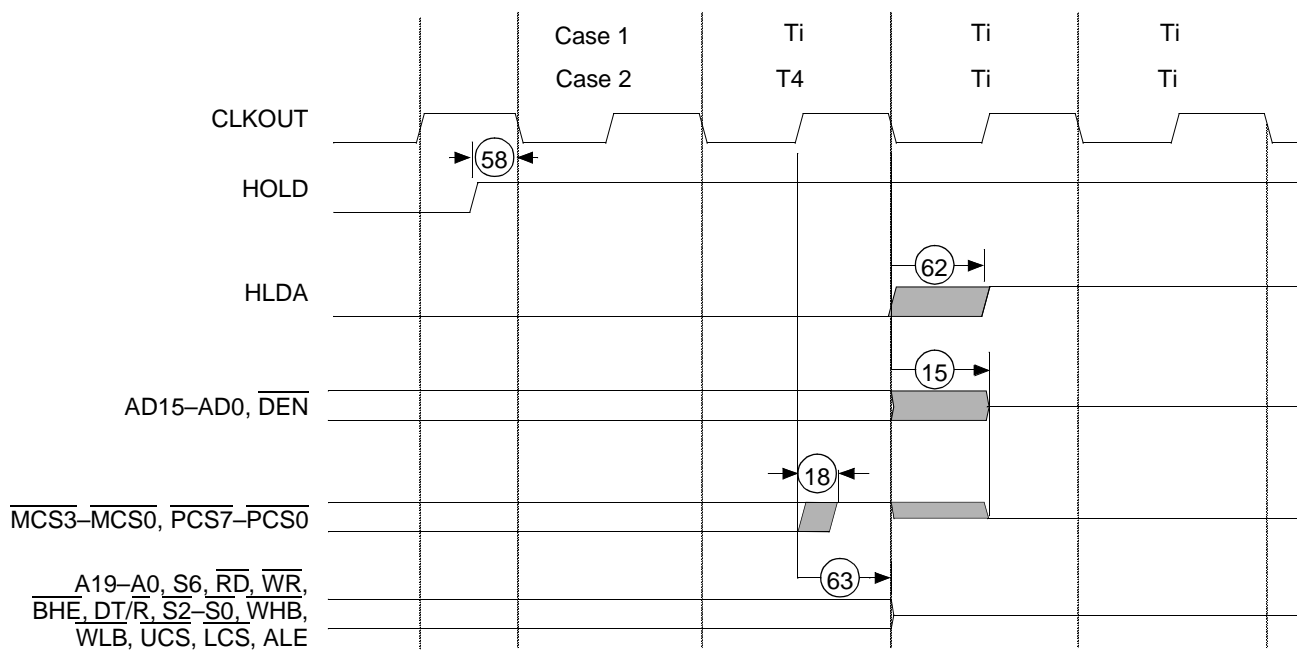 Case 1 Ti Ti Ti
Case 2 T4 Ti Ti
CLKOUT
58
HOLD
62
HLDA
15
AD15–AD0, DEN
18
MCS3–MCS0, PCS7–PCS0
63
A19–A0, S6, RD, WR,
BHE, DT/R, S2–S0, WHB,
WLB, UCS, LCS, ALE